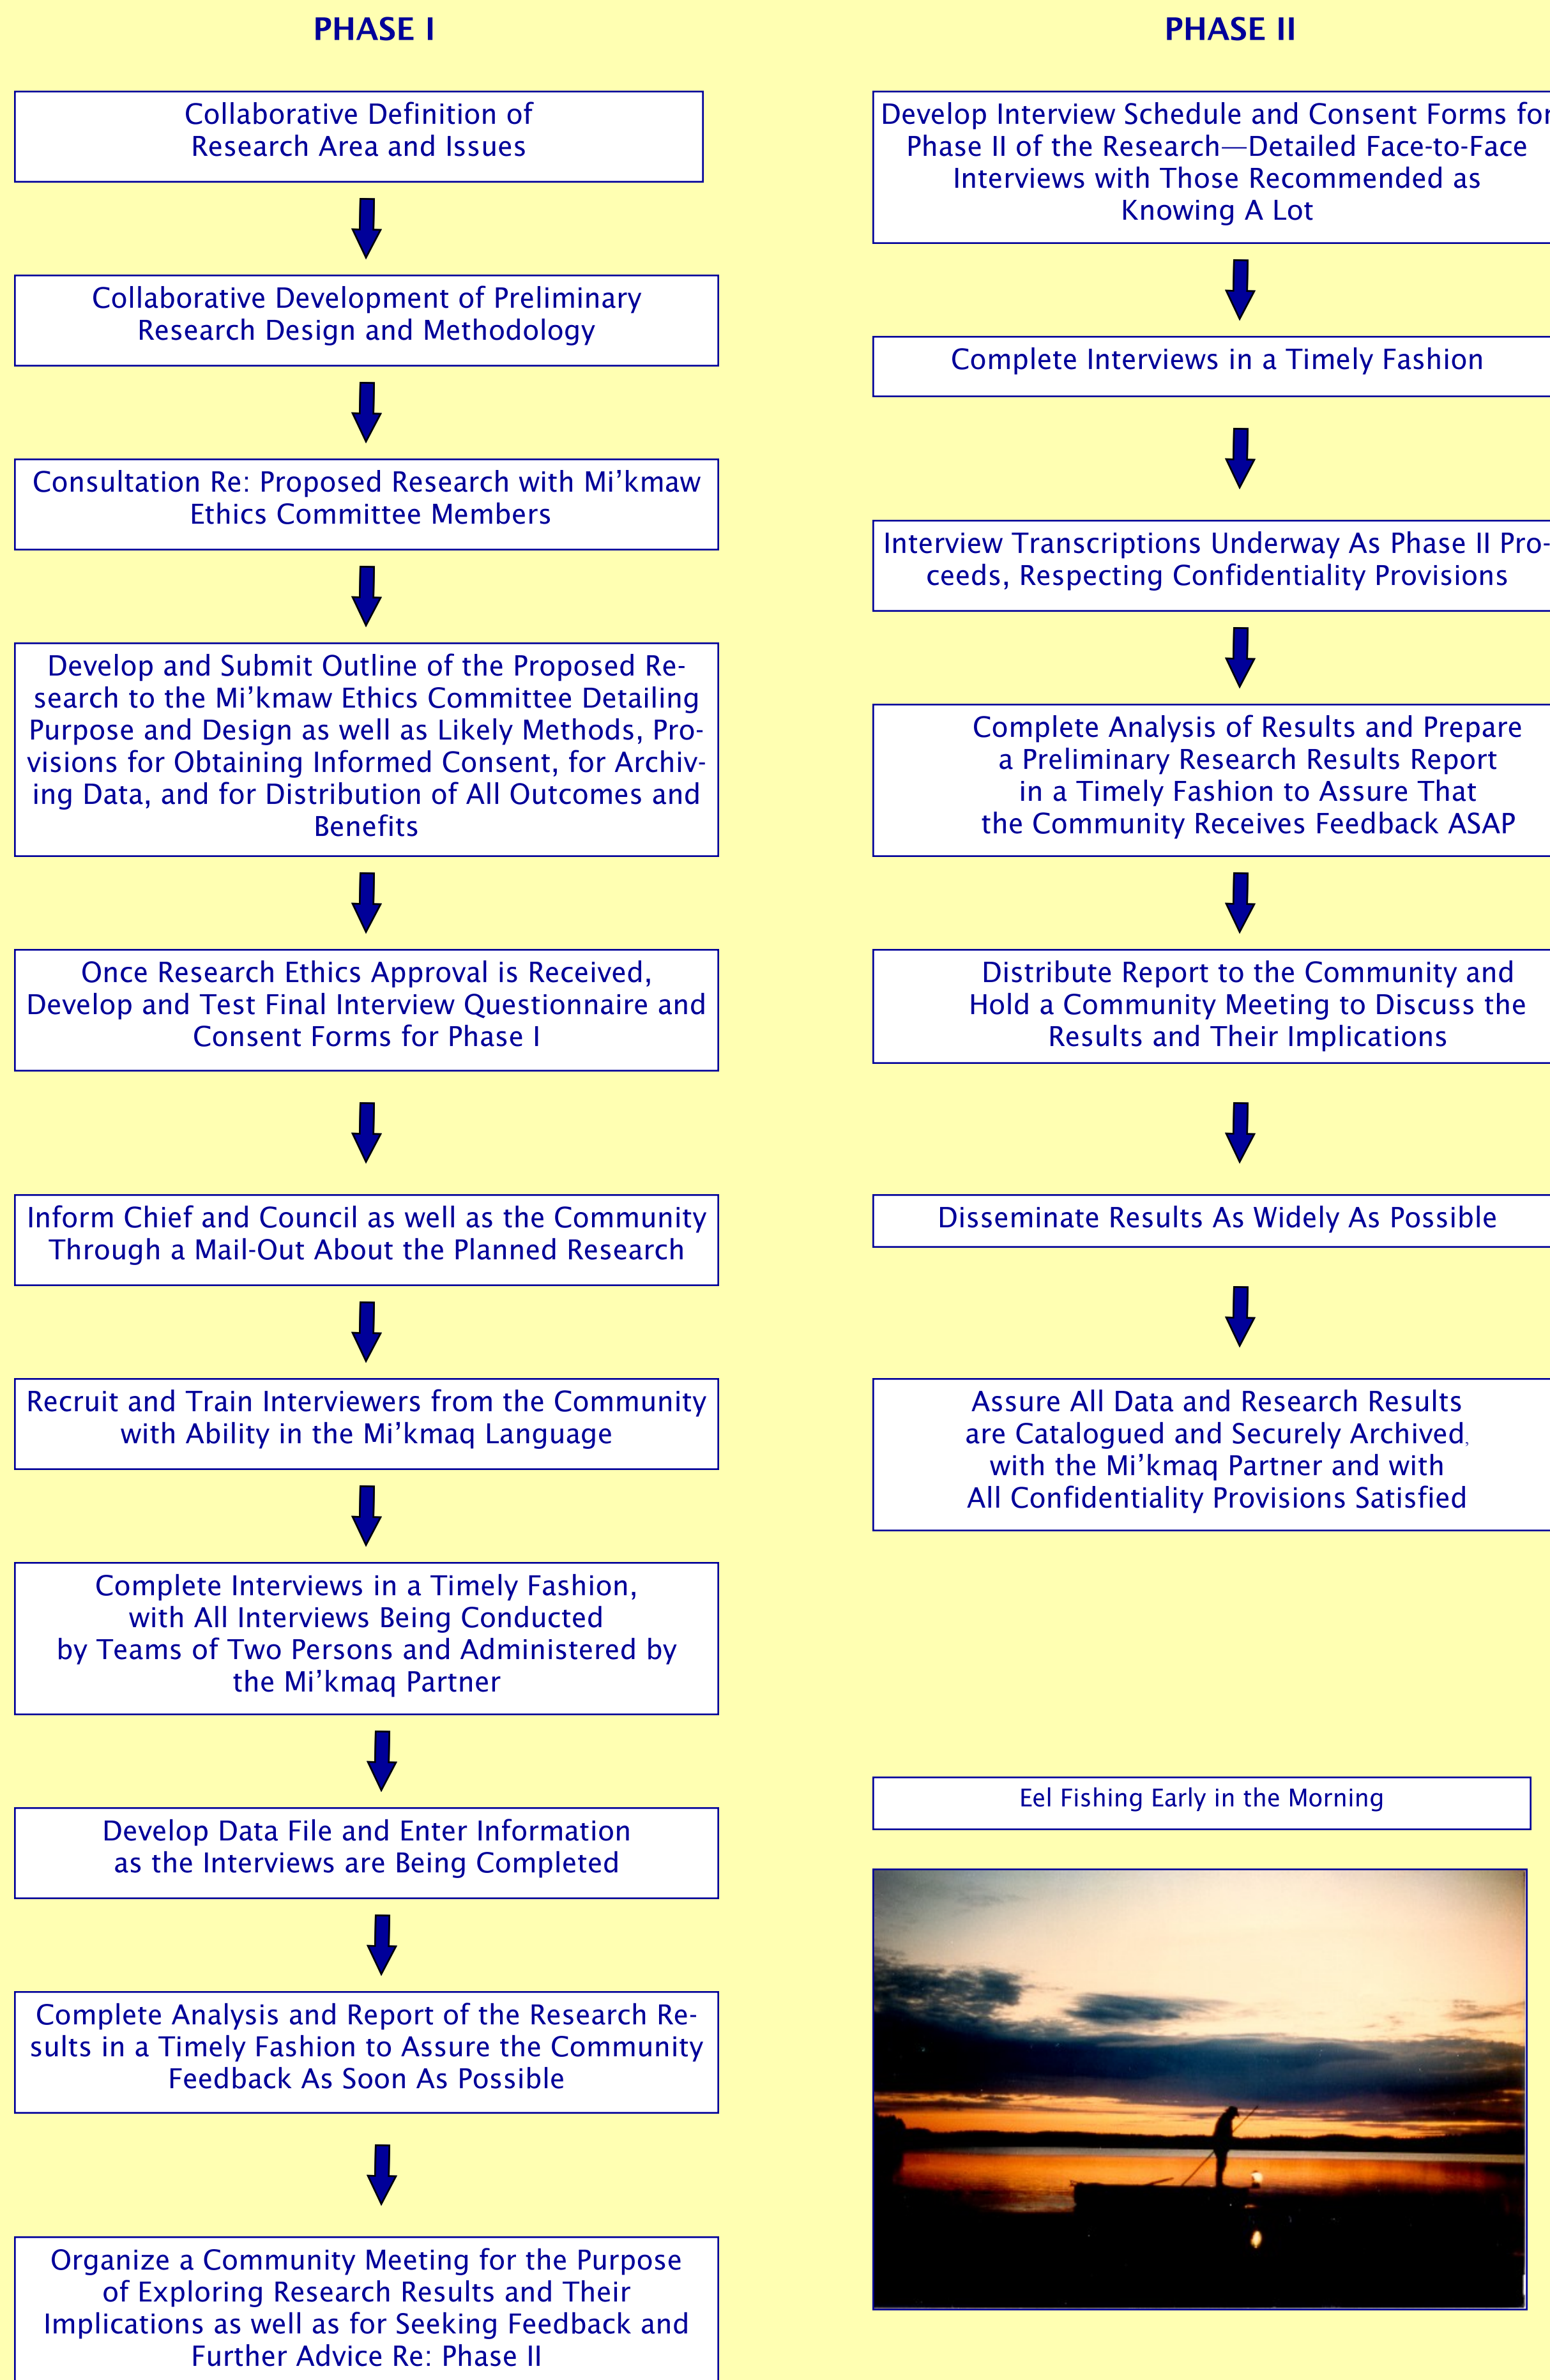 PHASE I
Collaborative Definition of
Research Area and Issues
Collaborative Development of Preliminary
Research Design and Methodology
Consultation Re: Proposed Research with Mi’kmaw
Ethics Committee Members
Develop and Submit Outline of the Proposed Re-
search to the Mi’kmaw Ethics Committee Detailing
Purpose and Design as well as Likely Methods, Pro-
visions for Obtaining Informed Consent, for Archiv-
ing Data, and for Distribution of All Outcomes and
Benefits
Once Research Ethics Approval is Received,
Develop and Test Final Interview Questionnaire and
Consent Forms for Phase I
Inform Chief and Council as well as the Community
Through a Mail-Out About the Planned Research
Recruit and Train Interviewers from the Community
with Ability in the Mi’kmaq Language
Complete Interviews in a Timely Fashion,
with All Interviews Being Conducted
by Teams of Two Persons and Administered by
the Mi’kmaq Partner
Develop Data File and Enter Information
as the Interviews are Being Completed
Complete Analysis and Report of the Research Re-
sults in a Timely Fashion to Assure the Community
Feedback As Soon As Possible
Organize a Community Meeting for the Purpose
of Exploring Research Results and Their
Implications as well as for Seeking Feedback and
Further Advice Re: Phase II
PHASE II
Develop Interview Schedule and Consent Forms for
Phase II of the Research—Detailed Face-to-Face
Interviews with Those Recommended as
Knowing A Lot
Complete Interviews in a Timely Fashion
Interview Transcriptions Underway As Phase II Pro-
ceeds, Respecting Confidentiality Provisions
Complete Analysis of Results and Prepare
a Preliminary Research Results Report
in a Timely Fashion to Assure That
the Community Receives Feedback ASAP
Distribute Report to the Community and
Hold a Community Meeting to Discuss the
Results and Their Implications
Disseminate Results As Widely As Possible
Assure All Data and Research Results
are Catalogued and Securely Archived,
with the Mi’kmaq Partner and with
All Confidentiality Provisions Satisfied
Eel Fishing Early in the Morning